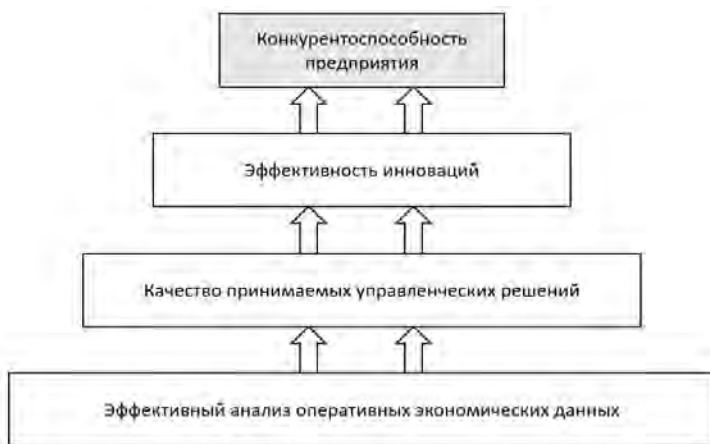 Конкурентоспособность
предприятия
Эффективность инноваций
Качество принимаемых управленческих решений
Эффективный анализ оперативных экономических данных